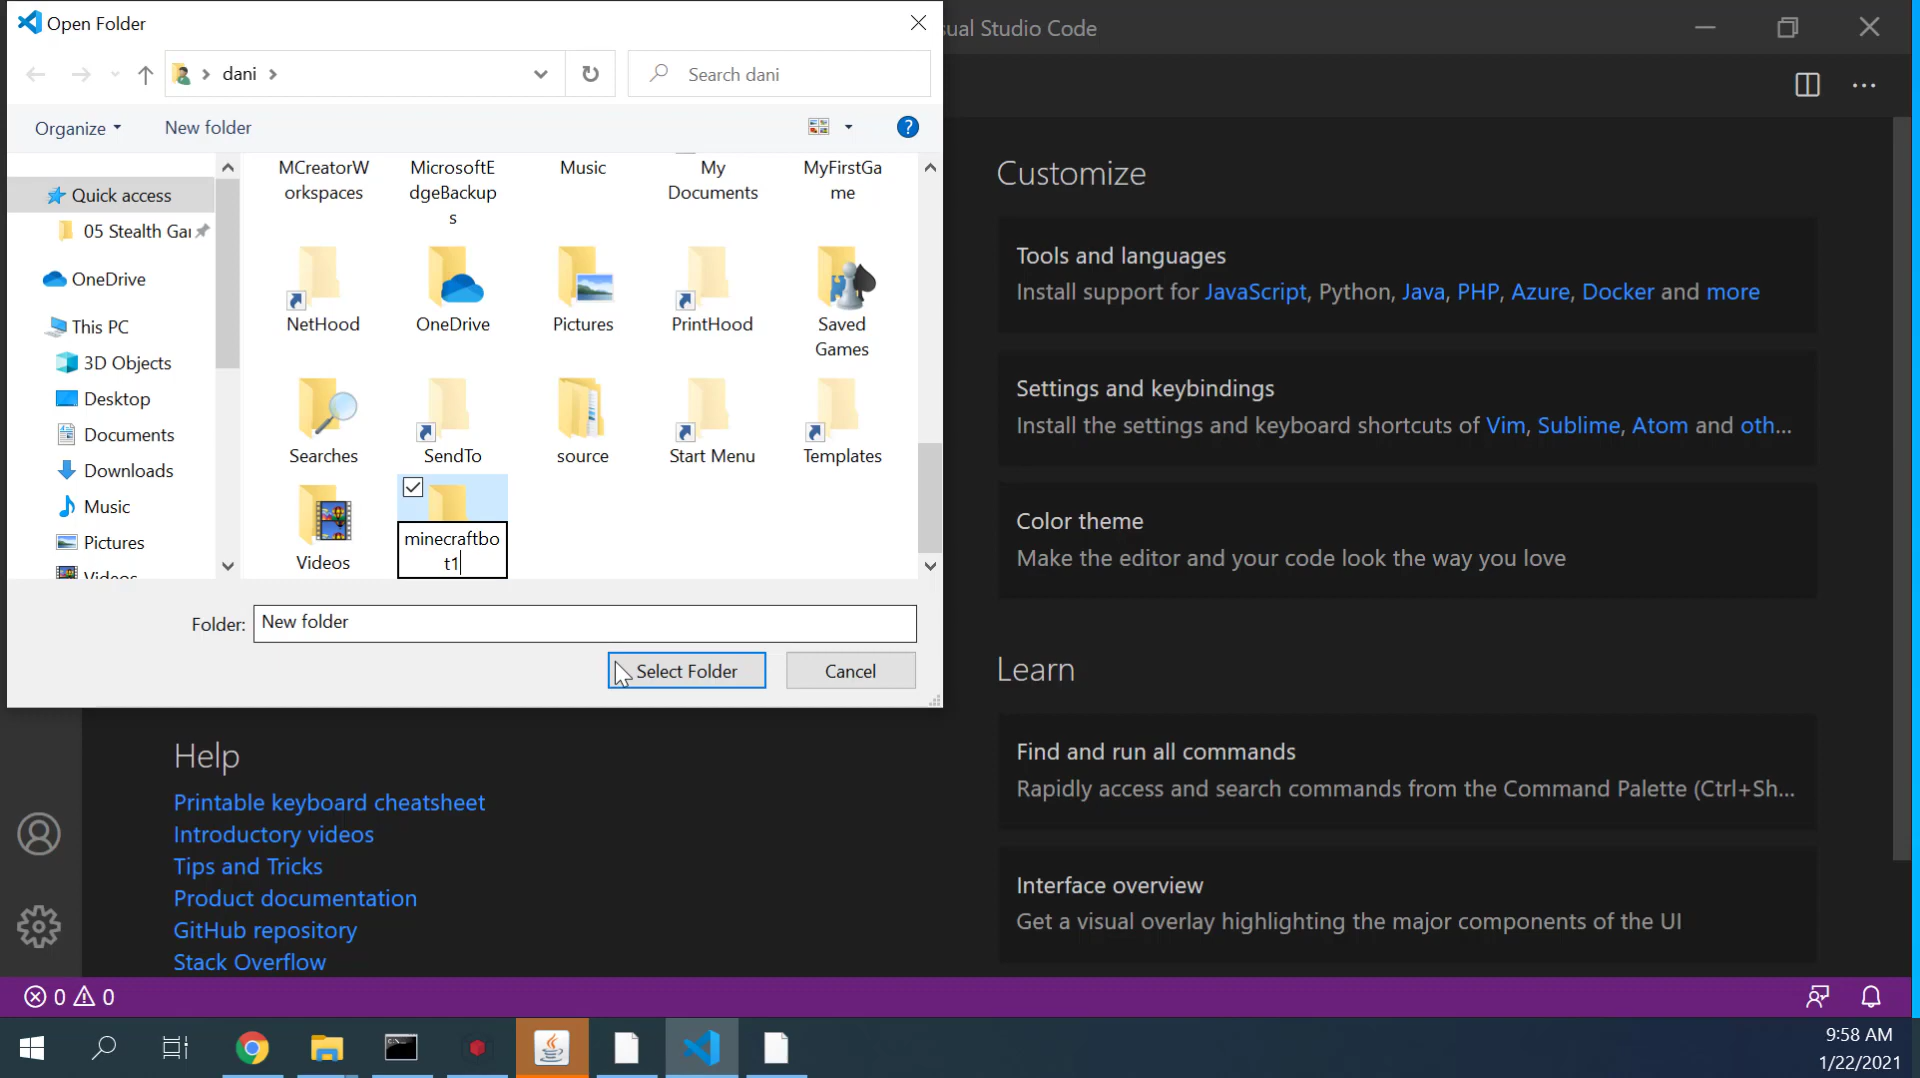 Open Folder
sual Studio Code
dani
Search dani
Organize
New folder
?
Quick access
05 Stealth Gar
OneDrive
This PC
3D Objects
Desktop
Documents
Downloads
Music
Pictures
Videos
MCreatorW
orkspaces
MicrosoftE
dgeBackup
s
Music
My
Documents
MyFirstGa
me
NetHood
OneDrive
Pictures
PrintHood
Saved
Games
Searches
SendTo
source
Start Menu
Templates
Videos
minecraftbo
t1
Folder:
New folder
Select Folder
Cancel
Customize
Tools and languages
Install support for JavaScript, Python, Java, PHP, Azure, Docker and more
Settings and keybindings
Install the settings and keyboard shortcuts of Vim, Sublime, Atom and oth...
Color theme
Make the editor and your code look the way you love
Learn
Find and run all commands
Rapidly access and search commands from the Command Palette (Ctrl+Sh...
Interface overview
Get a visual overlay highlighting the major components of the UI
Help
Printable keyboard cheatsheet
Introductory videos
Tips and Tricks
Product documentation
GitHub repository
Stack Overflow
0 0
9:58 AM
1/22/2021